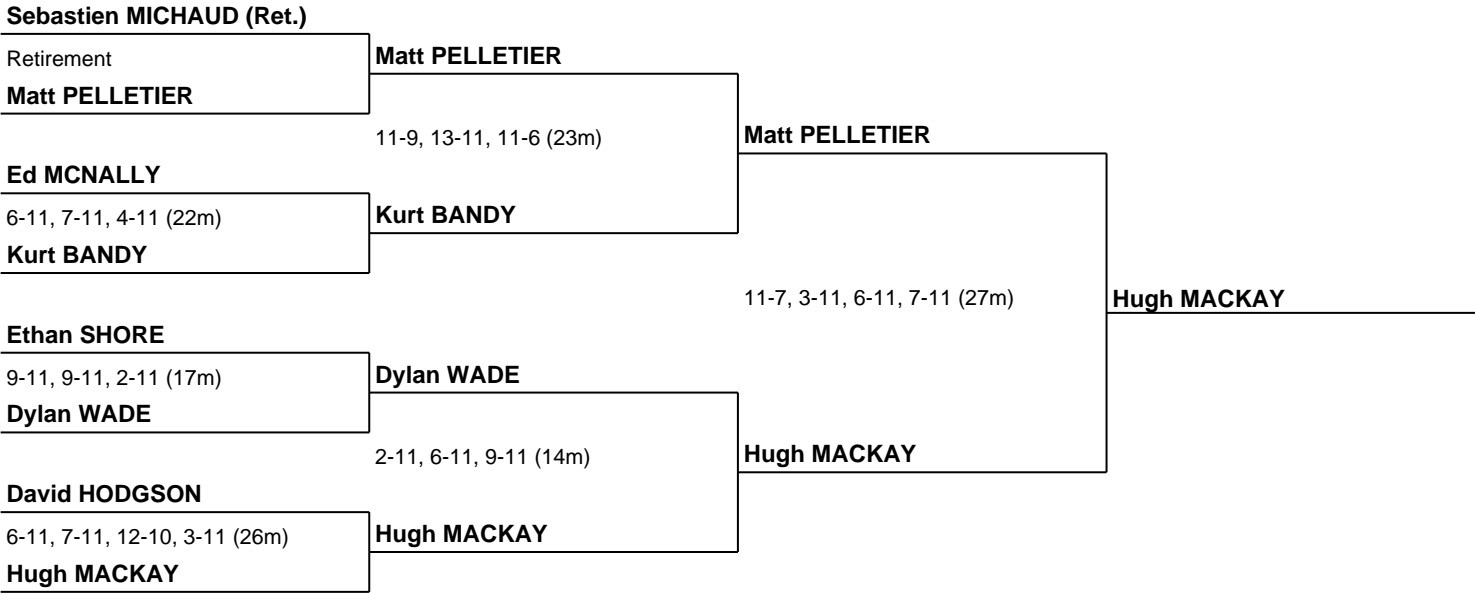 Sebastien MICHAUD (Ret.)
Retirement
Matt PELLETIER
Matt PELLETIER
11-9, 13-11, 11-6 (23m)
Matt PELLETIER
Ed MCNALLY
6-11, 7-11, 4-11 (22m)
Kurt BANDY
Kurt BANDY
11-7, 3-11, 6-11, 7-11 (27m)
Hugh MACKAY
Ethan SHORE
9-11, 9-11, 2-11 (17m)
Dylan WADE
Dylan WADE
2-11, 6-11, 9-11 (14m)
Hugh MACKAY
David HODGSON
6-11, 7-11, 12-10, 3-11 (26m)
Hugh MACKAY
Hugh MACKAY